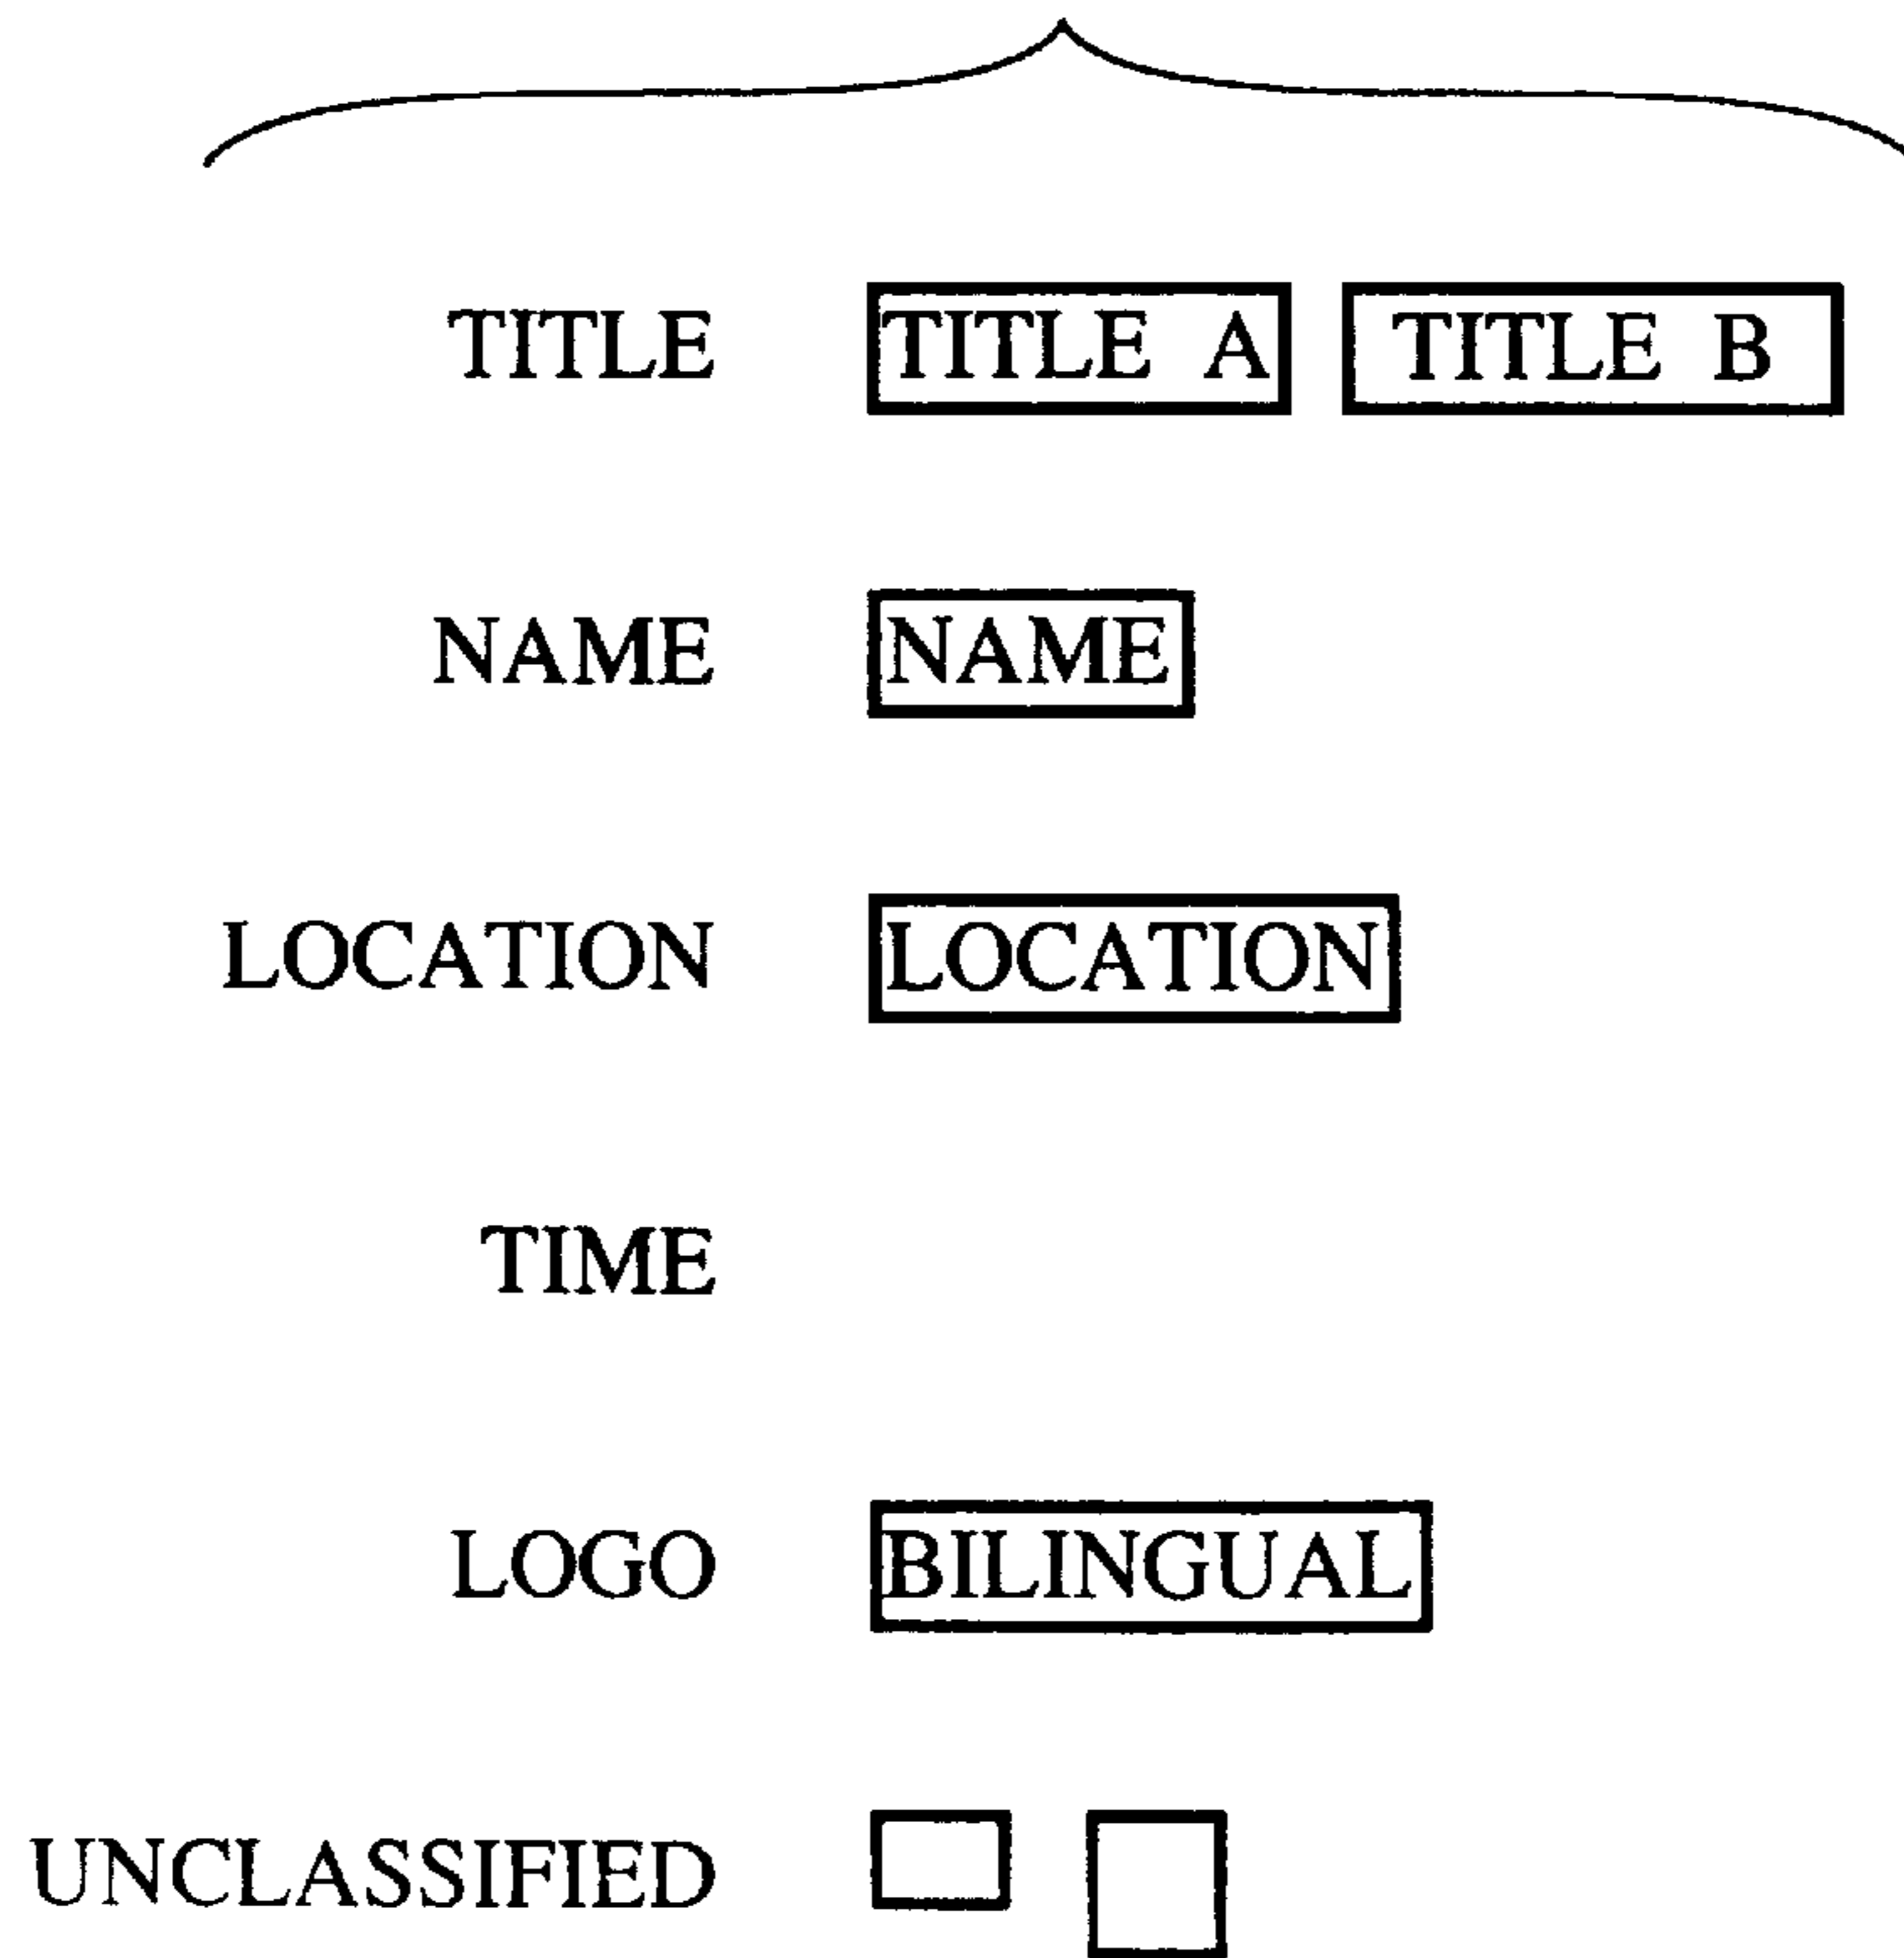 TITLE TITLE A TITLE B
NAME NAME
LOCATION LOCATION
TIME
LOGO BILINGUAL
UNCLASSIFIED